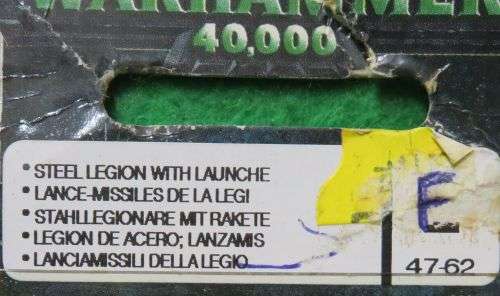 WARHAMMER
40,000
• STEEL LEGION WITH LAUNCHE
• LANCE-MISSILES DE LA LEGI
• STAHLLEGIONARE MIT RAKETE
• LEGION DE ACERO; LANZAMIS
• LANCIAMISSILI DELLA LEGIO
E
47-62